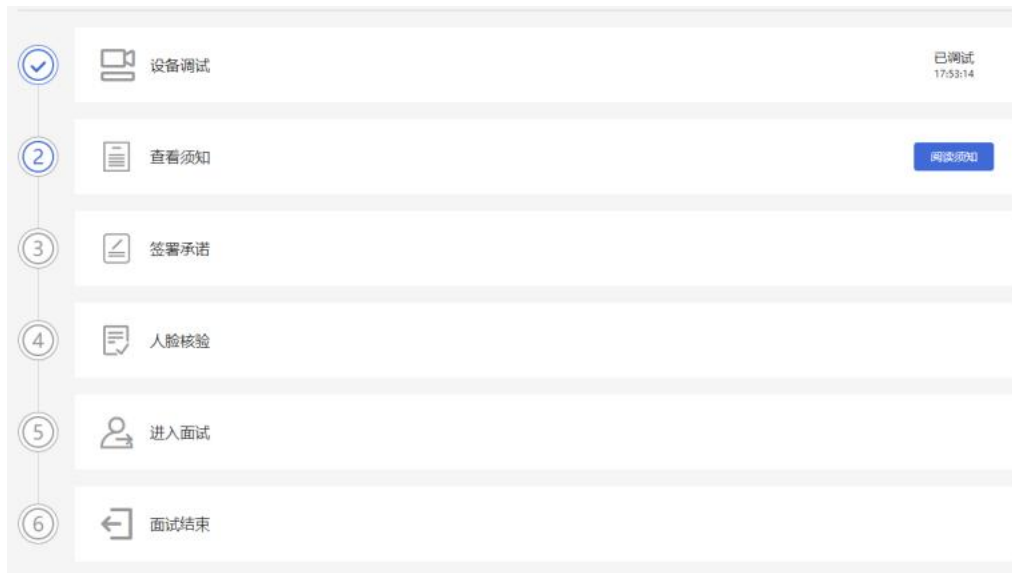 设备调试
已调试
17:53:14
2
查看须知
阅读须知
3
签署承诺
4
人脸核验
5
进入面试
6
面试结束